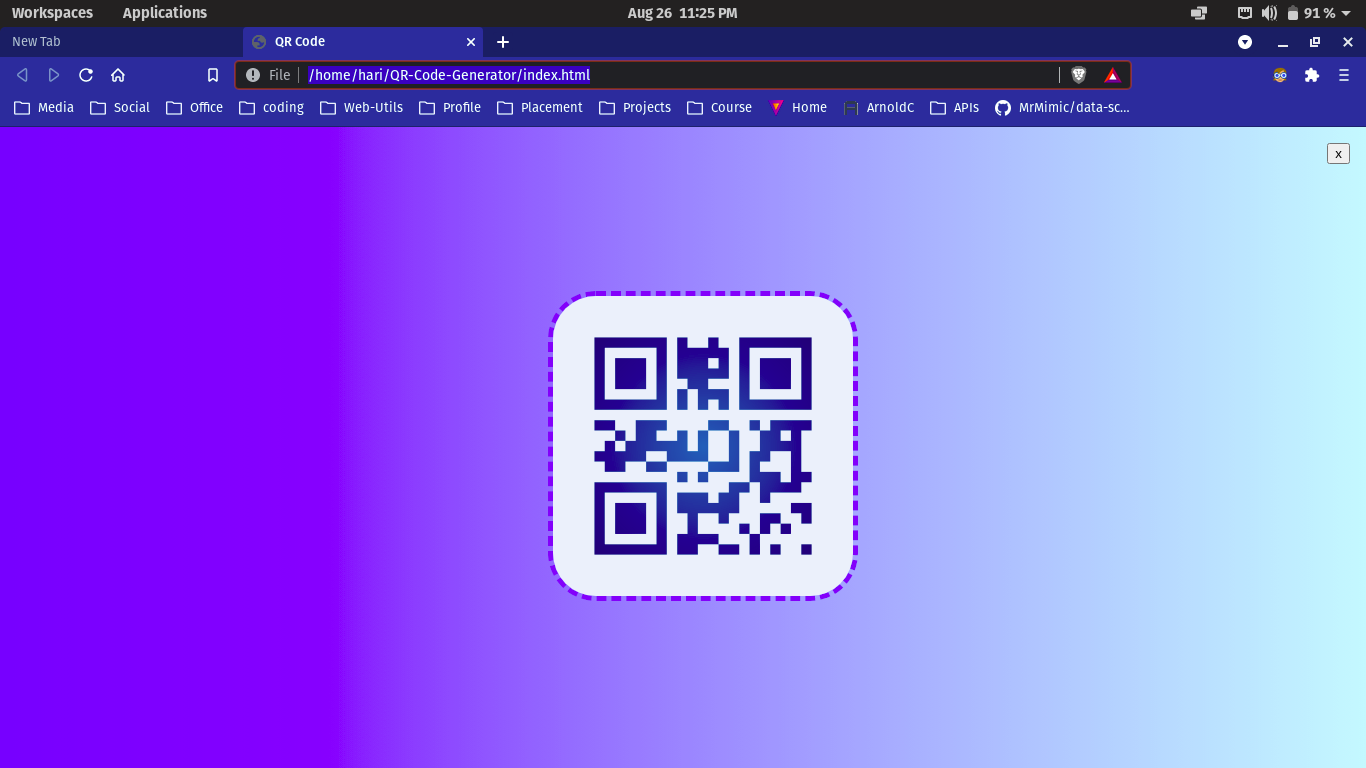 Workspaces Applications Aug 26 11:25 PM 91 %
New Tab QR Code
File /home/hari/QR-Code-Generator/index.html
Media Social Office coding Web-Utils Profile Placement Projects Course Home ArnoldC APIs MrMimic/data-sc...
x